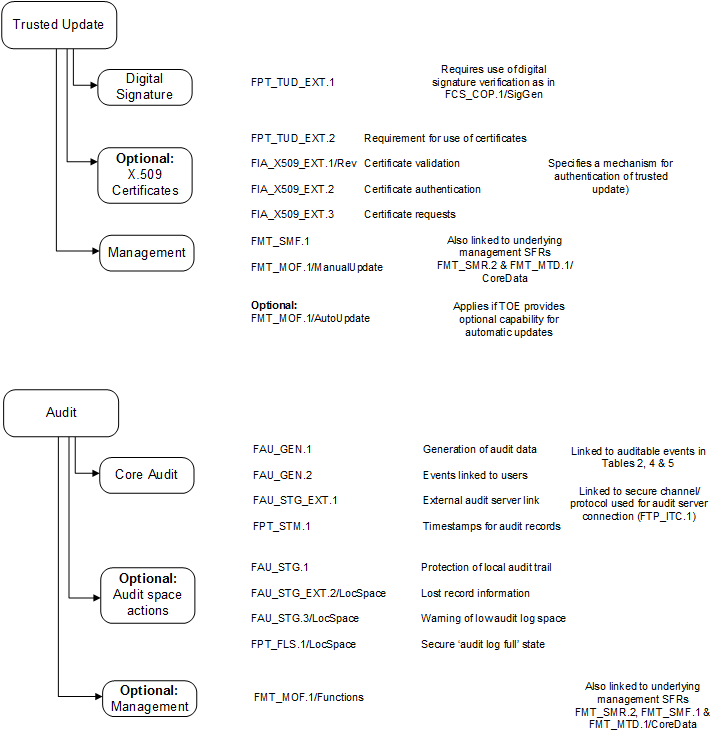 Trusted Update
Digital
Signature
FPT_TUD_EXT.1
Requires use of digital
signature verification as in
FCS_COP.1/SigGen
Optional:
X.509
Certificates
FPT_TUD_EXT.2 Requirement for use of certificates
FIA_X509_EXT.1/Rev Certificate validation
FIA_X509_EXT.2 Certificate authentication
FIA_X509_EXT.3 Certificate requests
Specifies a mechanism for
authentication of trusted
update)
Management
FMT_SMF.1
FMT_MOF.1/ManualUpdate
Also linked to underlying
management SFRs
FMT_SMR.2 & FMT_MTD.1/
CoreData
Optional:
FMT_MOF.1/AutoUpdate
Applies if TOE provides
optional capability for
automatic updates
Audit
Core Audit
FAU_GEN.1 Generation of audit data
FAU_GEN.2 Events linked to users
FAU_STG_EXT.1 External audit server link
FPT_STM.1 Timestamps for audit records
Linked to auditable events in
Tables 2, 4 & 5
Linked to secure channel/
protocol used for audit server
connection (FTP_ITC.1)
Optional:
Audit space
actions
FAU_STG.1 Protection of local audit trail
FAU_STG_EXT.2/LocSpace Lost record information
FAU_STG.3/LocSpace Warning of low audit log space
FPT_FLS.1/LocSpace Secure ‘audit log full’ state
Optional:
Management
FMT_MOF.1/Functions
Also linked to underlying
management SFRs
FMT_SMR.2, FMT_SMF.1 &
FMT_MTD.1/CoreData